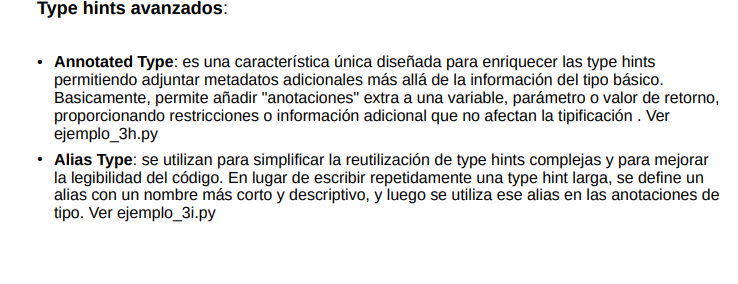 Type hints avanzados:
• Annotated Type: es una característica única diseñada para enriquecer las type hints
permitiendo adjuntar metadatos adicionales más allá de la información del tipo básico.
Basicamente, permite añadir "anotaciones" extra a una variable, parámetro o valor de retorno,
proporcionando restricciones o información adicional que no afectan la tipificación . Ver
ejemplo_3h.py
• Alias Type: se utilizan para simplificar la reutilización de type hints complejas y para mejorar
la legibilidad del código. En lugar de escribir repetidamente una type hint larga, se define un
alias con un nombre más corto y descriptivo, y luego se utiliza ese alias en las anotaciones de
tipo. Ver ejemplo_3i.py